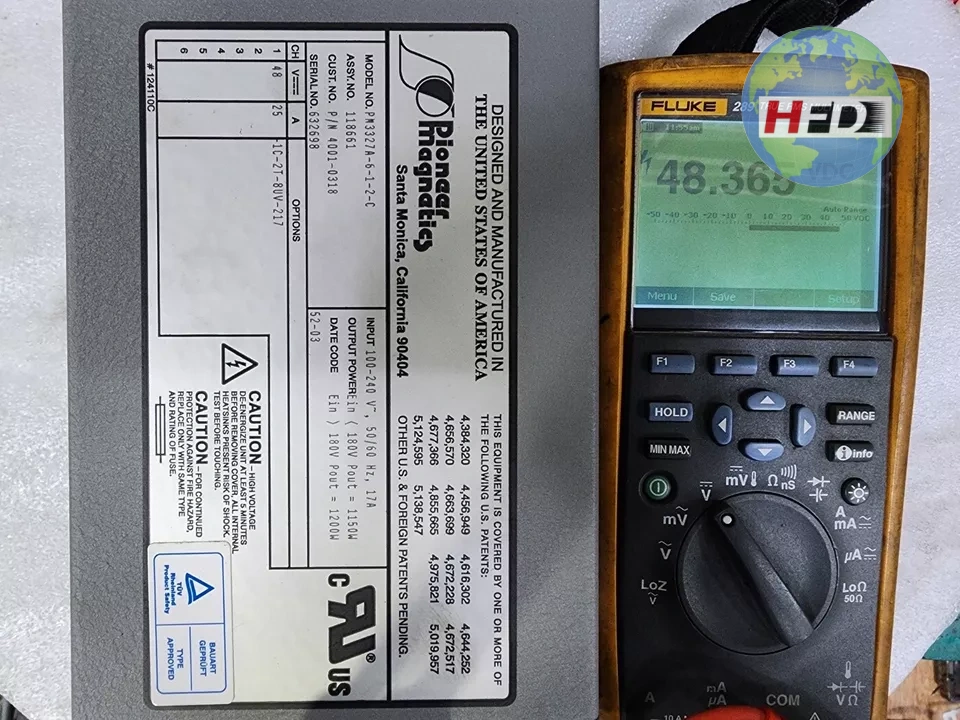 DESIGNED AND MANUFACTURED IN
THE UNITED STATES OF AMERICA
Pioneer
Magnetics
Santa Monica, California 90404
THIS EQUIPMENT IS COVERED BY ONE OR MORE OF
THE FOLLOWING U.S. PATENTS:
4,384,320 4,456,949 4,616,302 4,644,252
4,656,570 4,663,699 4,672,228 4,672,517
4,677,366 4,855,665 4,975,821 5,019,957
5,124,595 5,138,547
OTHER U.S. & FOREIGN PATENTS PENDING.
MODEL NO. PM3327A-6-1-2-C
ASSY. NO. 118661
CUST. NO. P/N 4001-0318
SERIAL NO. 632698
INPUT 100-240 V~, 50/60 Hz, 17A
OUTPUT POWER Ein < 180V Pout = 1150W
Ein > 180V Pout = 1200W
DATE CODE
52-03
CH V A OPTIONS
1 48 25 -1C-2T-8UV-217
2
3
4
5
6
# 124110C
CAUTION – HIGH VOLTAGE
DE-ENERGIZE UNIT AT LEAST 5 MINUTES
BEFORE REMOVING COVER, ALL INTERNAL
HEATSINKS PRESENT RISK OF SHOCK.
TEST BEFORE TOUCHING.
CAUTION – FOR CONTINUED
PROTECTION AGAINST FIRE HAZARD,
REPLACE ONLY WITH SAME TYPE
AND RATING OF FUSE.
C RU ® US
TÜV
Rheinland
Product Safety
BAUART
GEPRÜFT
TYPE
APPROVED
HFD
FLUKE 289
48.365 VDC
Auto Range
-50 -40 -30 -20 -10 0 10 20 30 40 50 VDC
Menu Save Setup
F1 F2 F3 F4
HOLD RANGE
MIN MAX i info
V mV Ω nS
mV A mA
V µA
LoZ V LoΩ 50Ω
A mA µA COM VΩ
10A